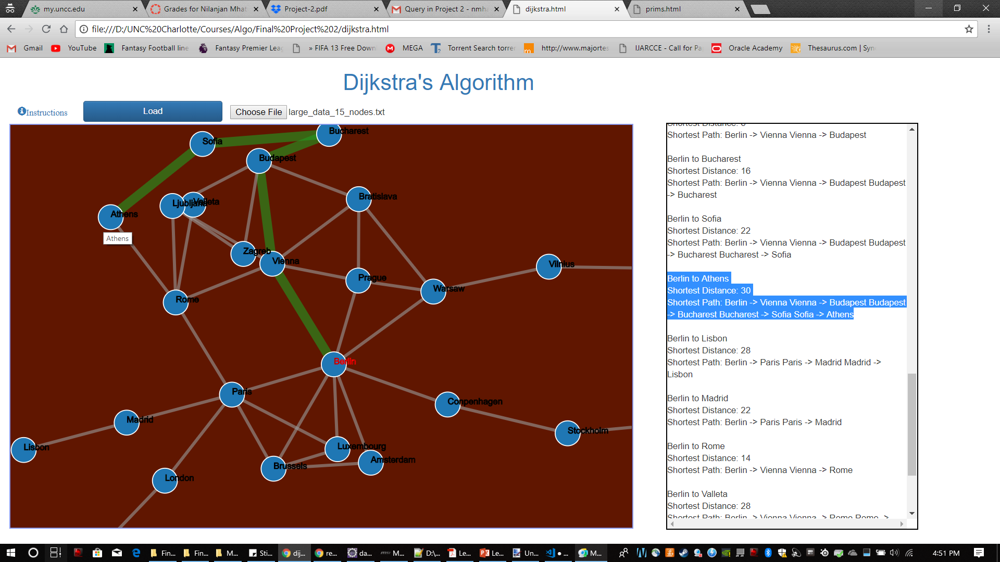 my.uncc.edu
Grades for Nilanjan Mhat
Project-2.pdf
Query in Project 2 - nmha
dijkstra.html
prims.html
file:///D:/UNC%20Charlotte/Courses/Algo/Final%20Project%202/dijkstra.html
Gmail
YouTube
Fantasy Football line
Fantasy Premier Leag
» FIFA 13 Free Down
MEGA
Torrent Search torre
http://www.majortes
IJARCCE - Call for Pa
Oracle Academy
Thesaurus.com | Syn
Dijkstra's Algorithm
Instructions
Load
Choose File
large_data_15_nodes.txt
Bucharest
Sofia
Budapest
Bratislava
Ljubljana
Valleta
Athens
Athens
Zagreb
Vienna
Vilnius
Prague
Warsaw
Rome
Berlin
Paris
Conpenhagen
Madrid
Stockholm
Lisbon
Luxembourg
Amsterdam
Brussels
London
Shortest Path: Berlin -> Vienna Vienna -> Budapest
Berlin to Bucharest
Shortest Distance: 16
Shortest Path: Berlin -> Vienna Vienna -> Budapest Budapest
-> Bucharest
Berlin to Sofia
Shortest Distance: 22
Shortest Path: Berlin -> Vienna Vienna -> Budapest Budapest
-> Bucharest Bucharest -> Sofia
Berlin to Athens
Shortest Distance: 30
Shortest Path: Berlin -> Vienna Vienna -> Budapest Budapest
-> Bucharest Bucharest -> Sofia Sofia -> Athens
Berlin to Lisbon
Shortest Distance: 28
Shortest Path: Berlin -> Paris Paris -> Madrid Madrid ->
Lisbon
Berlin to Madrid
Shortest Distance: 22
Shortest Path: Berlin -> Paris Paris -> Madrid
Berlin to Rome
Shortest Distance: 14
Shortest Path: Berlin -> Vienna Vienna -> Rome
Berlin to Valleta
Shortest Distance: 28
Shortest Path: Berlin -> Vienna Vienna -> Rome Rome ->
Fin...
Fin...
M...
Sti...
dij...
re...
da...
M...
D:\...
Le...
Le...
Un...
● ...
M...
4:51 PM